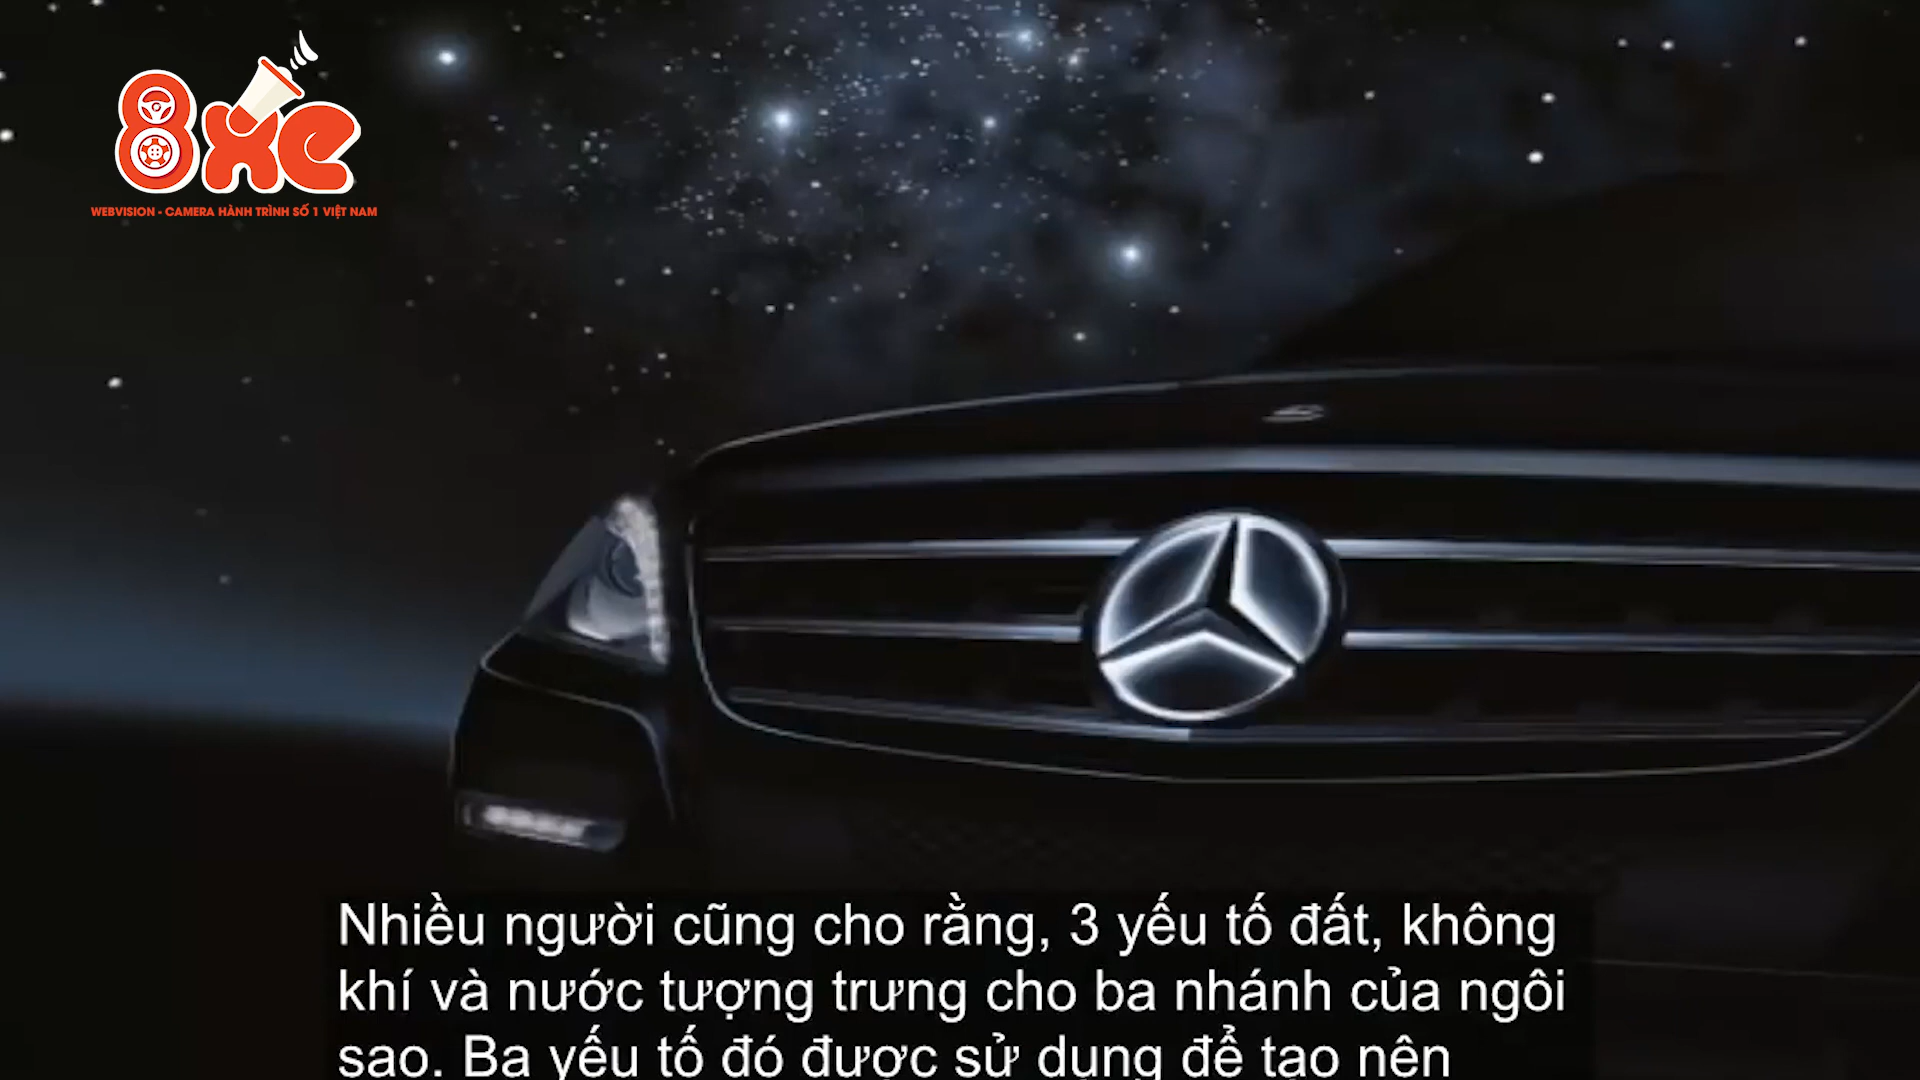 8xe
WEBVISION - CAMERA HÀNH TRÌNH SỐ 1 VIỆT NAM
Nhiều người cũng cho rằng, 3 yếu tố đất, không
khí và nước tượng trưng cho ba nhánh của ngôi
sao. Ba yếu tố đó được sử dụng để tạo nên